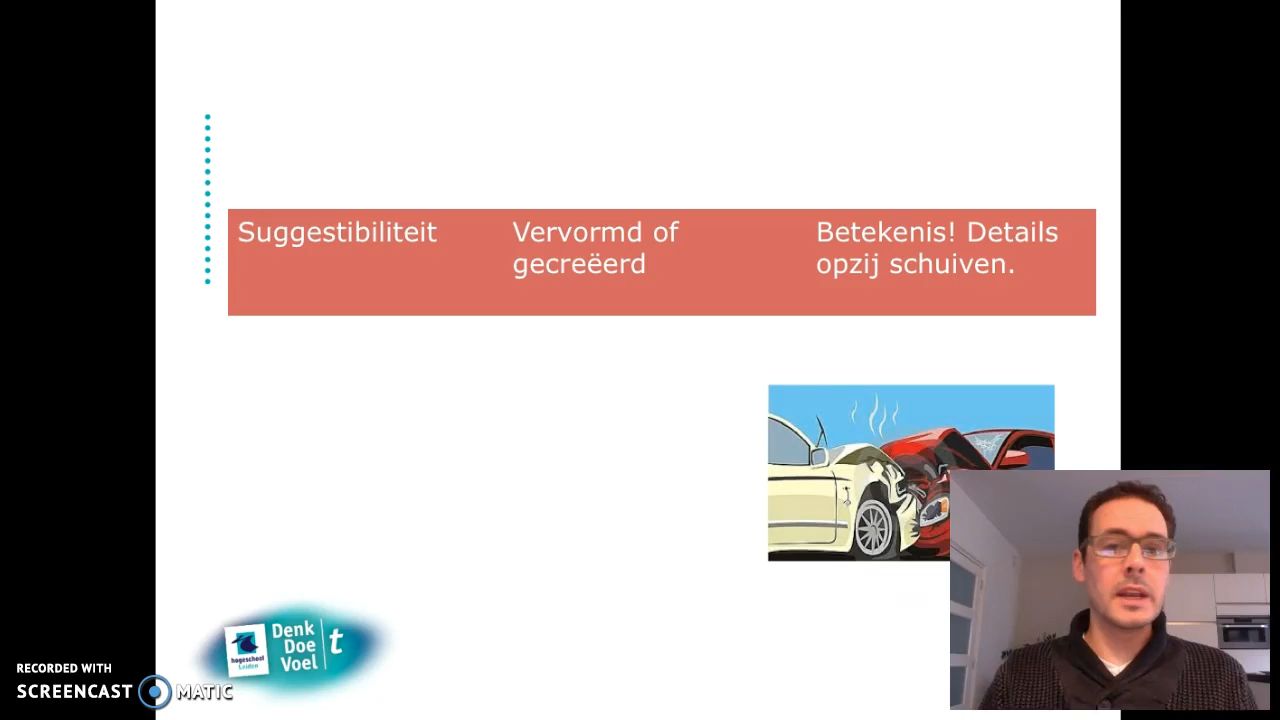 Suggestibiliteit
Vervormd of
gecreëerd
Betekenis! Details
opzij schuiven.
hogeschool
Leiden
Denk
Doe
Voel
t
RECORDED WITH
SCREENCAST MATIC